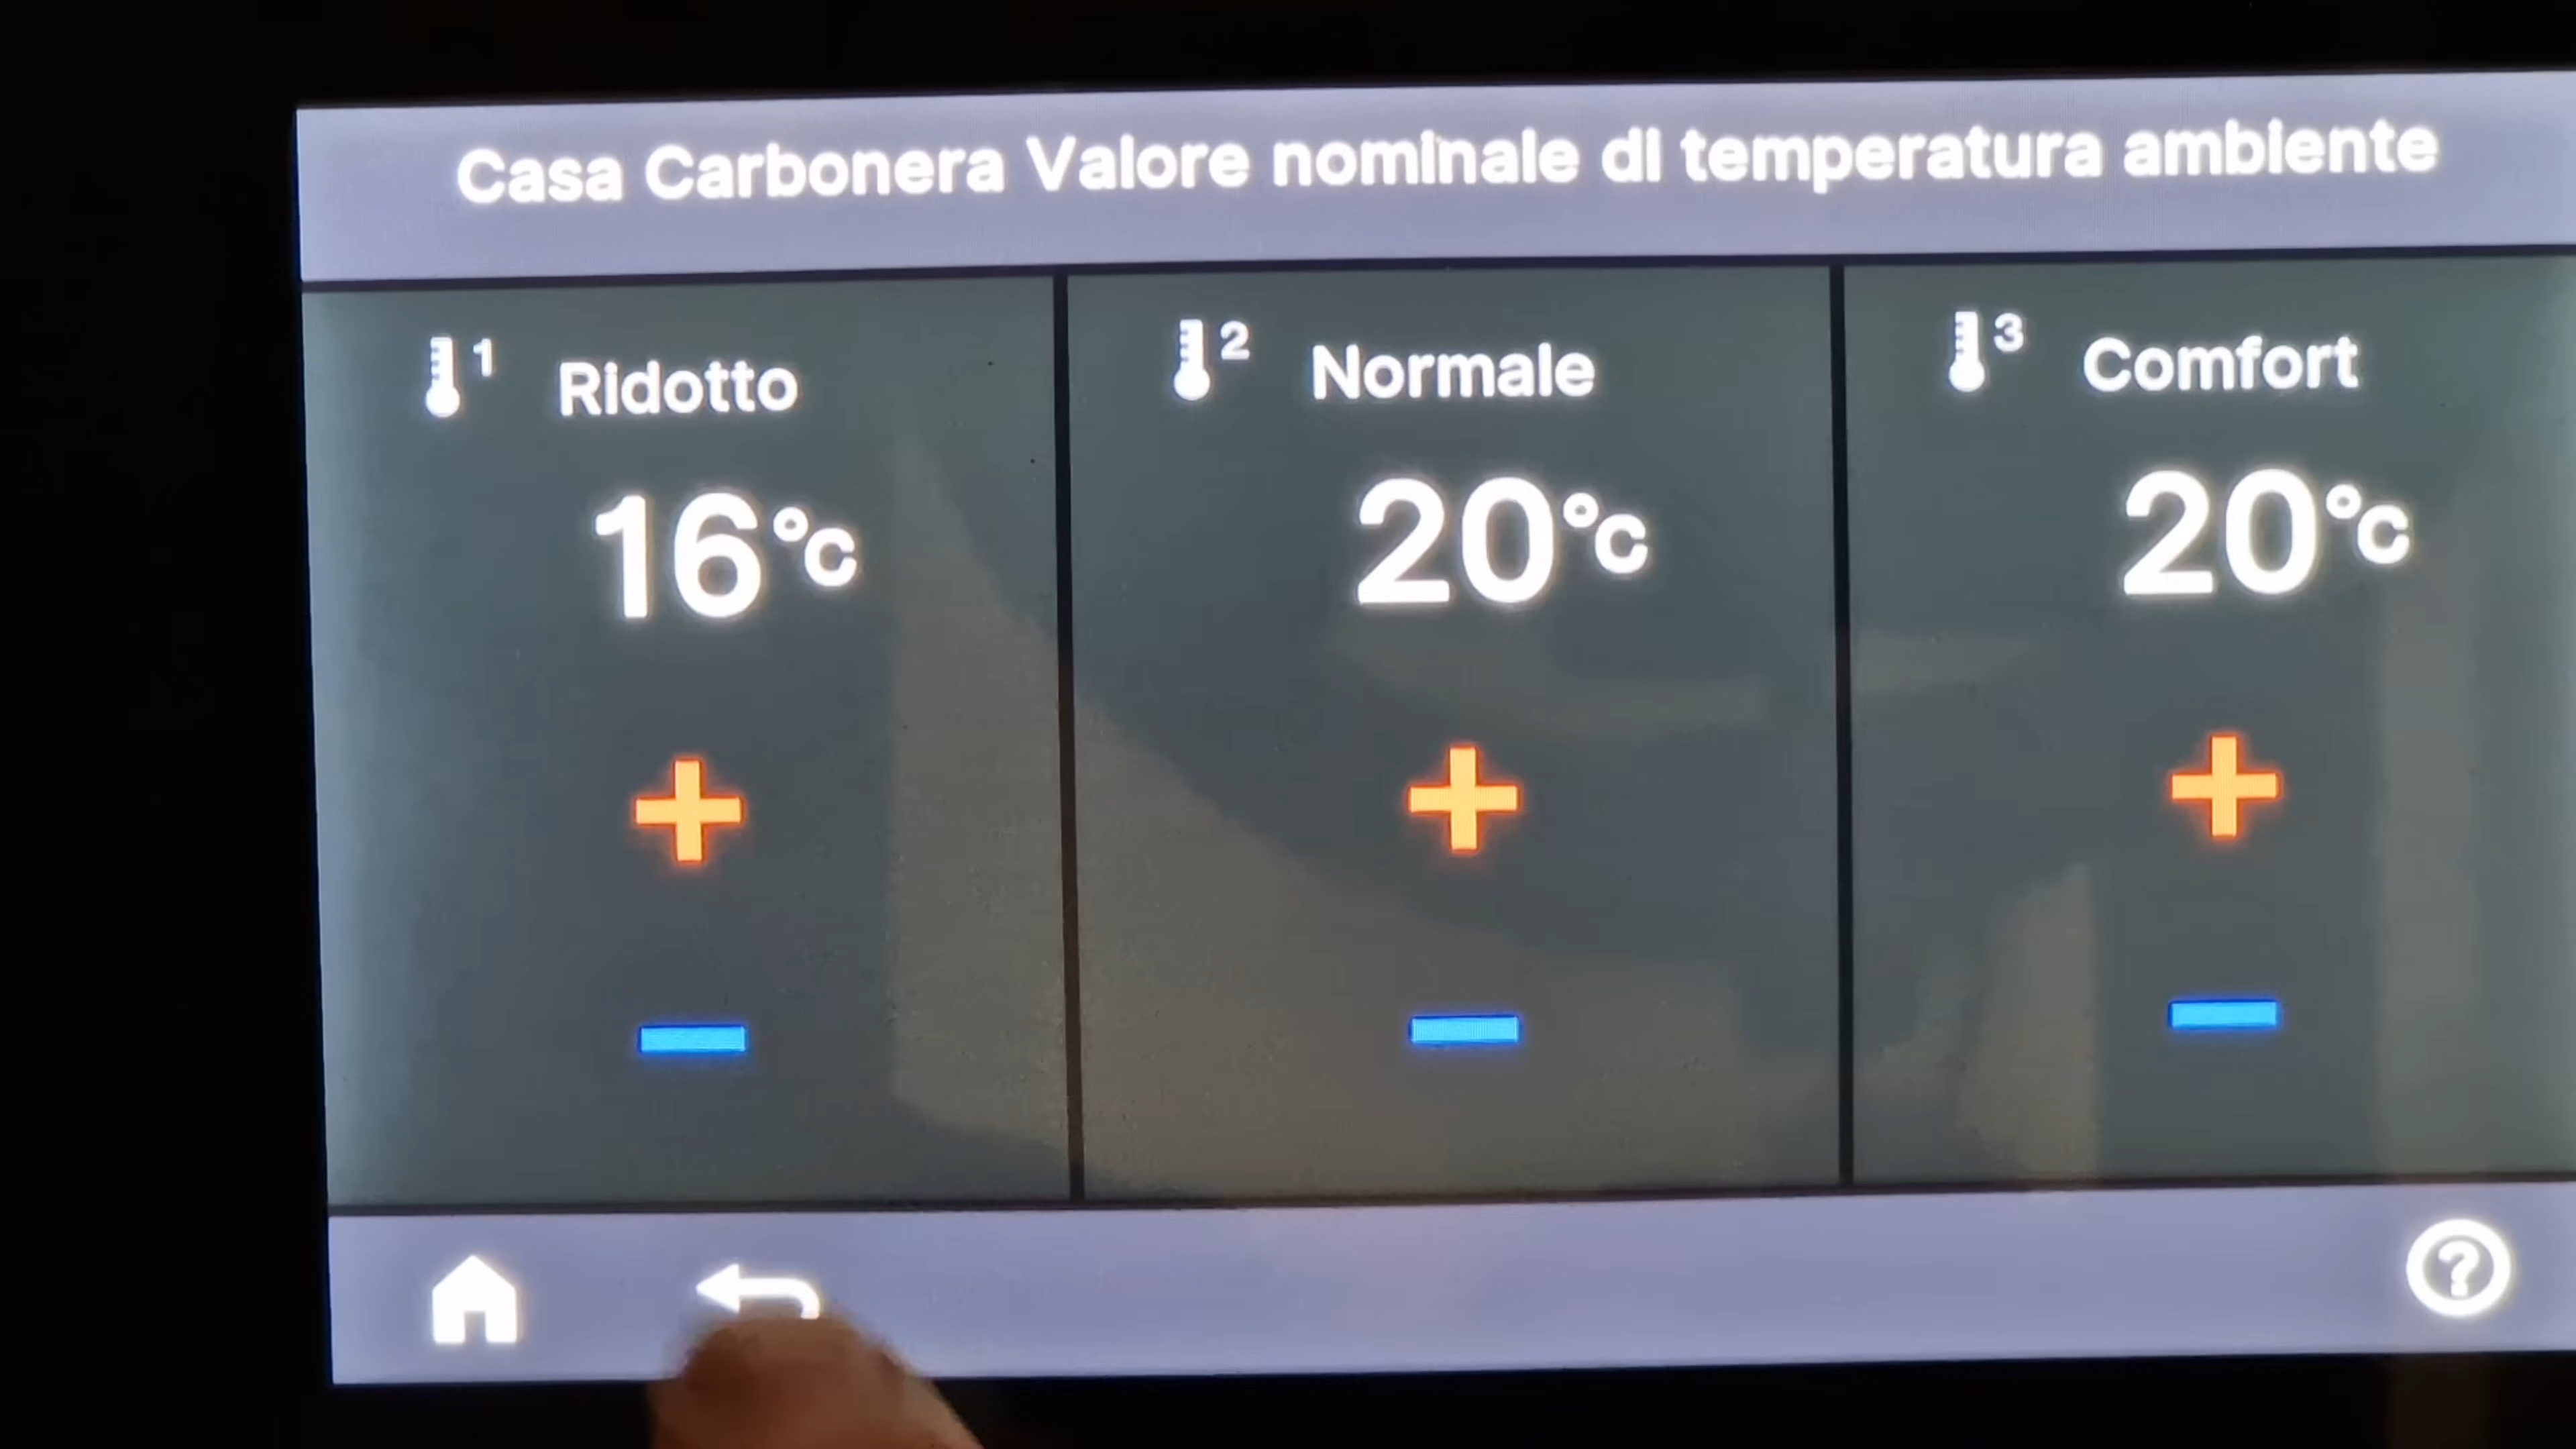 Casa Carbonera Valore nominale di temperatura ambiente
1 Ridotto
2 Normale
3 Comfort
16°C
20°C
20°C
+
+
+
−
−
−
?